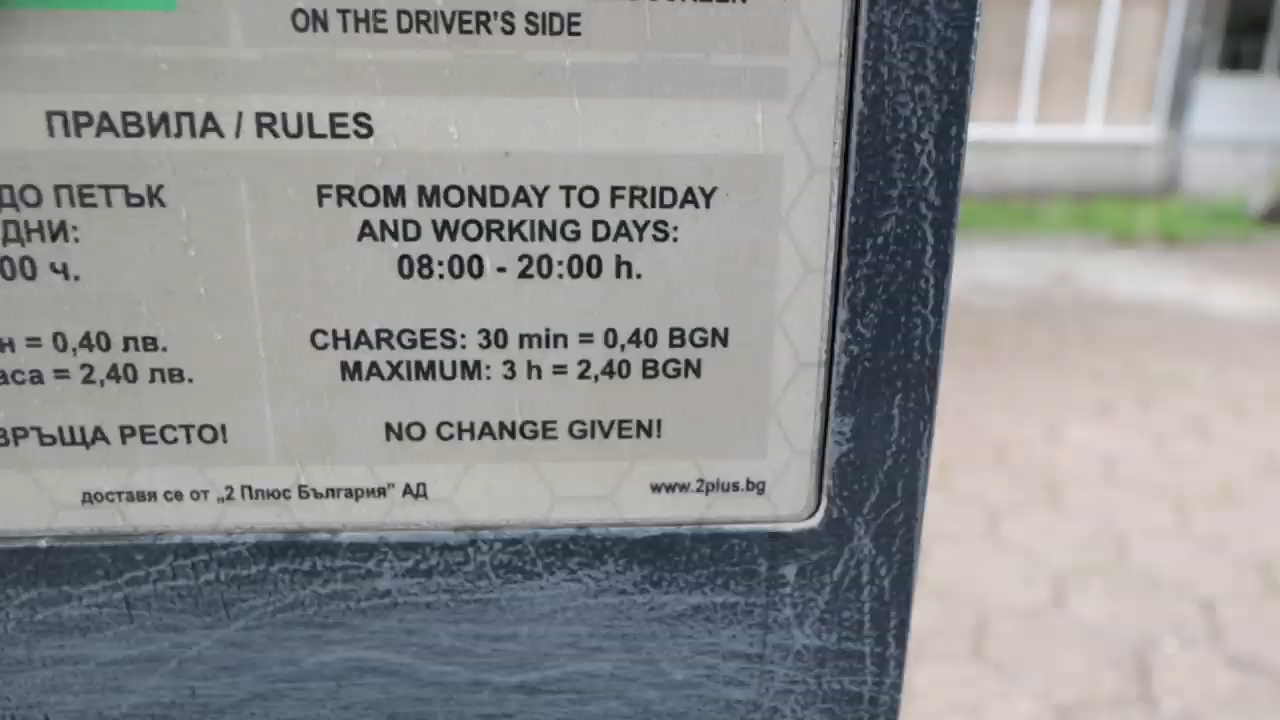 ON THE DRIVER'S SIDE
ПРАВИЛА / RULES
ДО ПЕТЪК
ДНИ:
00 ч.
н = 0,40 лв.
аса = 2,40 лв.
ВРЪЩА РЕСТО!
FROM MONDAY TO FRIDAY
AND WORKING DAYS:
08:00 - 20:00 h.
CHARGES: 30 min = 0,40 BGN
MAXIMUM: 3 h = 2,40 BGN
NO CHANGE GIVEN!
доставя се от „2 Плюс България” АД
www.2plus.bg